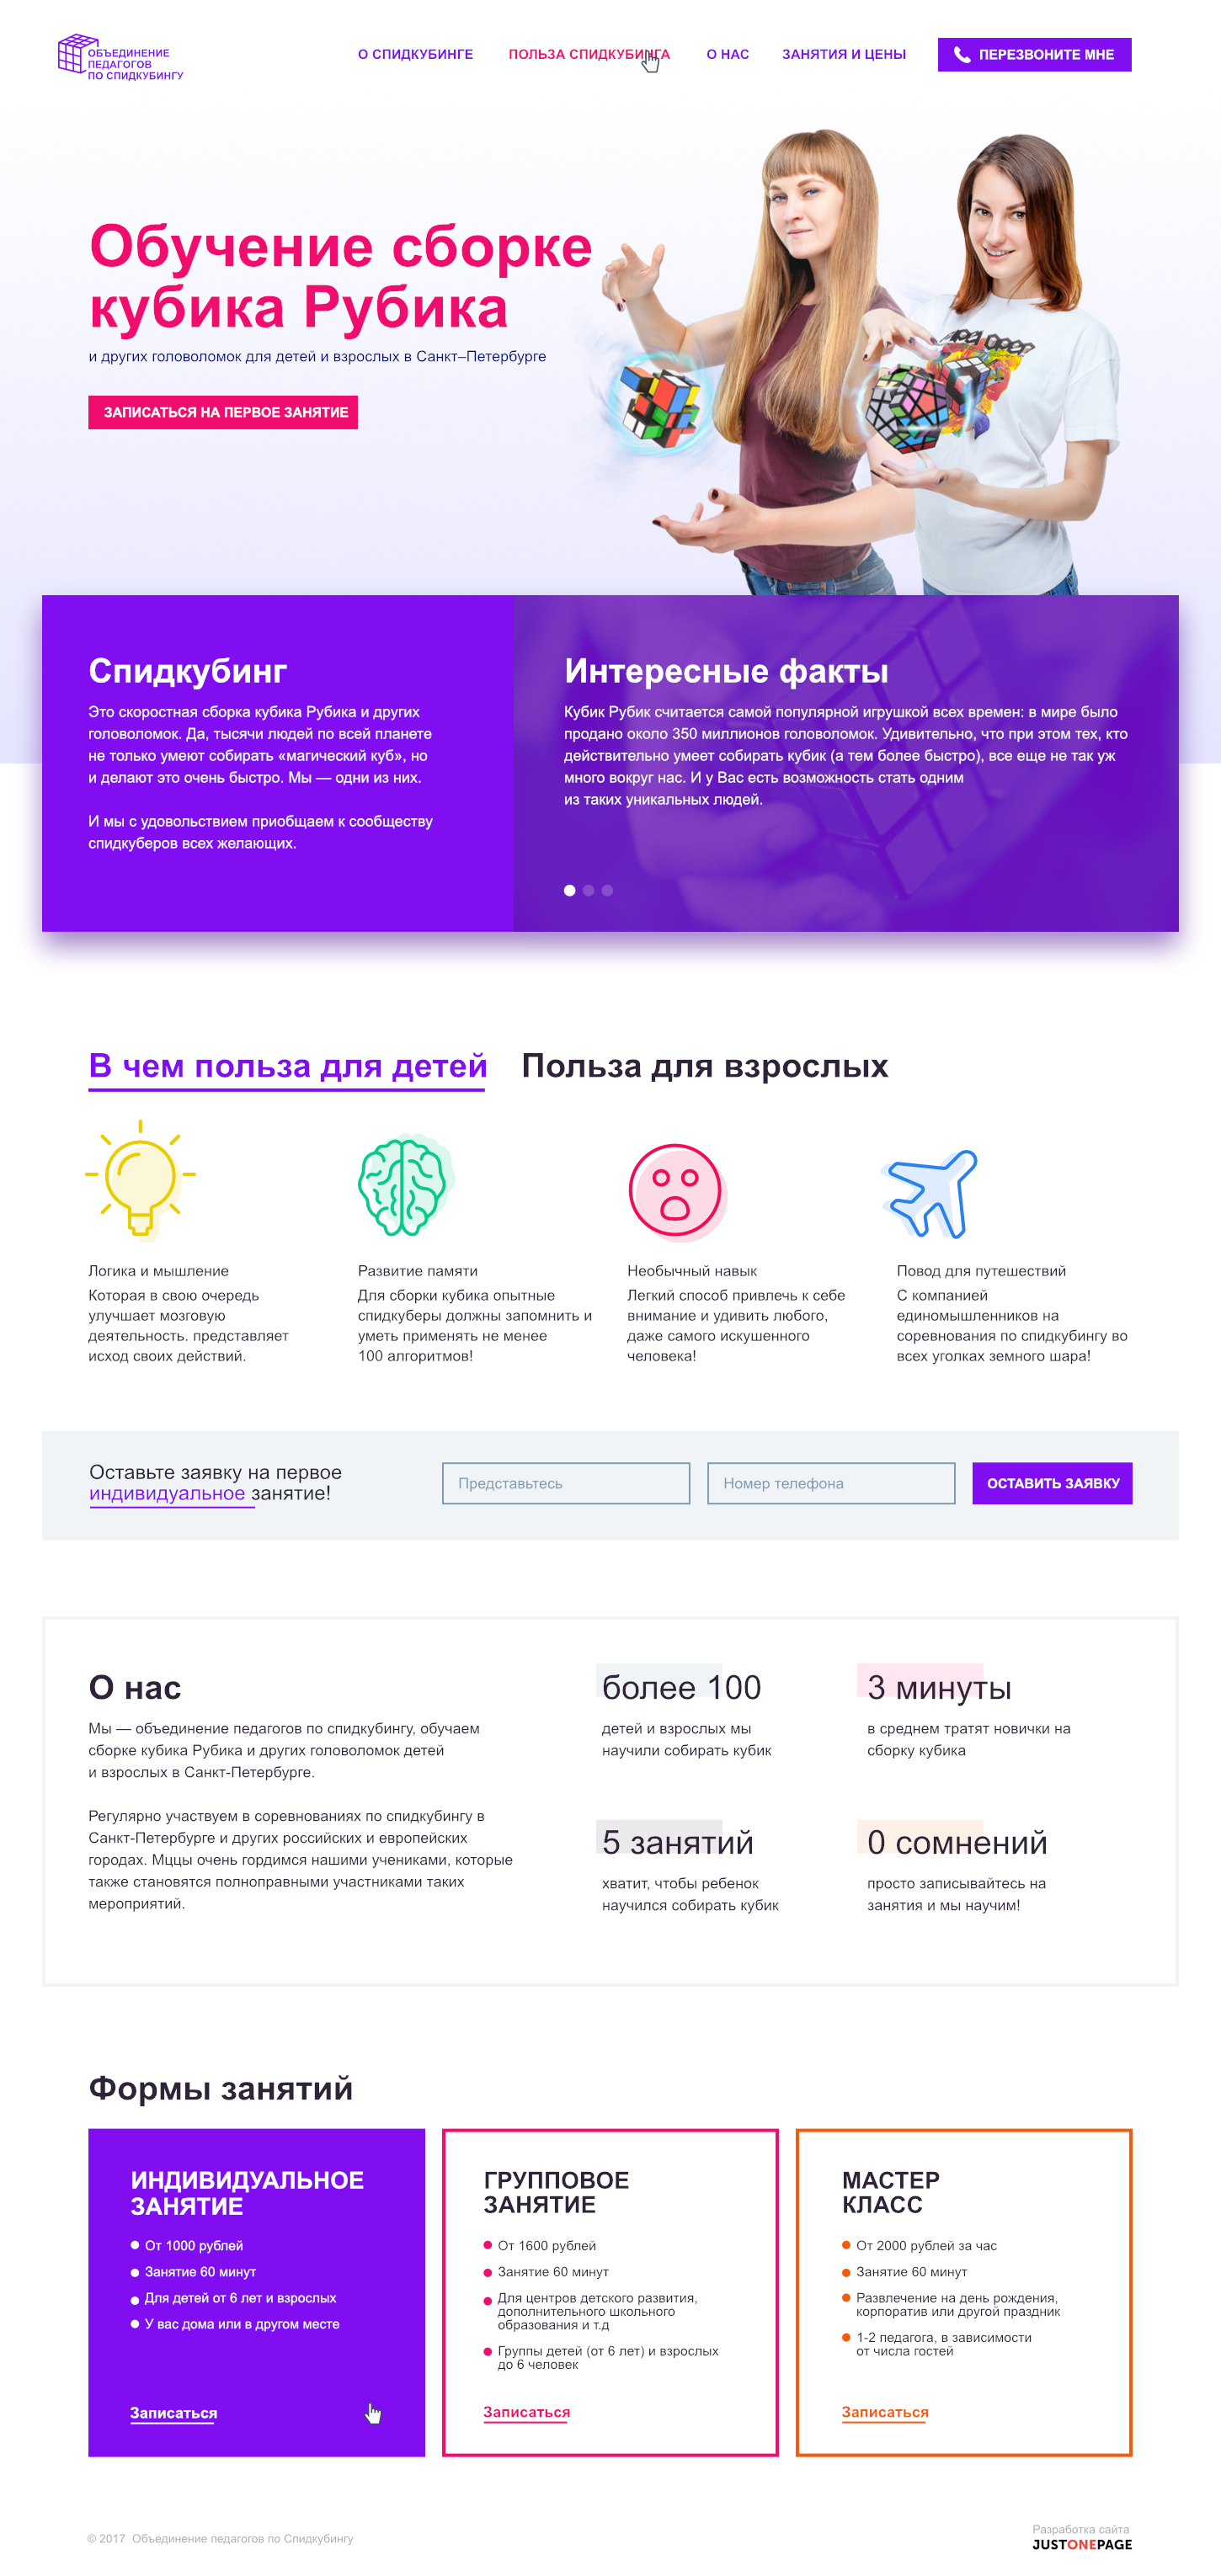 ОБЪЕДИНЕНИЕ
ПЕДАГОГОВ
ПО СПИДКУБИНГУ
О СПИДКУБИНГЕ
ПОЛЬЗА СПИДКУБИНГА
О НАС
ЗАНЯТИЯ И ЦЕНЫ
ПЕРЕЗВОНИТЕ МНЕ
Обучение сборке
кубика Рубика
и других головоломок для детей и взрослых в Санкт–Петербурге
ЗАПИСАТЬСЯ НА ПЕРВОЕ ЗАНЯТИЕ
Спидкубинг
Это скоростная сборка кубика Рубика и других
головоломок. Да, тысячи людей по всей планете
не только умеют собирать «магический куб», но
и делают это очень быстро. Мы — одни из них.
И мы с удовольствием приобщаем к сообществу
спидкуберов всех желающих.
Интересные факты
Кубик Рубик считается самой популярной игрушкой всех времен: в мире было
продано около 350 миллионов головоломок. Удивительно, что при этом тех, кто
действительно умеет собирать кубик (а тем более быстро), все еще не так уж
много вокруг нас. И у Вас есть возможность стать одним
из таких уникальных людей.
В чем польза для детей
Польза для взрослых
Логика и мышление
Которая в свою очередь
улучшает мозговую
деятельность. представляет
исход своих действий.
Развитие памяти
Для сборки кубика опытные
спидкуберы должны запомнить и
уметь применять не менее
100 алгоритмов!
Необычный навык
Легкий способ привлечь к себе
внимание и удивить любого,
даже самого искушенного
человека!
Повод для путешествий
С компанией
единомышленников на
соревнования по спидкубингу во
всех уголках земного шара!
Оставьте заявку на первое
индивидуальное занятие!
Представьтесь
Номер телефона
ОСТАВИТЬ ЗАЯВКУ
О нас
Мы — объединение педагогов по спидкубингу, обучаем
сборке кубика Рубика и других головоломок детей
и взрослых в Санкт-Петербурге.
Регулярно участвуем в соревнованиях по спидкубингу в
Санкт-Петербурге и других российских и европейских
городах. Мццы очень гордимся нашими учениками, которые
также становятся полноправными участниками таких
мероприятий.
более 100
детей и взрослых мы
научили собирать кубик
3 минуты
в среднем тратят новички на
сборку кубика
5 занятий
хватит, чтобы ребенок
научился собирать кубик
0 сомнений
просто записывайтесь на
занятия и мы научим!
Формы занятий
ИНДИВИДУАЛЬНОЕ
ЗАНЯТИЕ
От 1000 рублей
Занятие 60 минут
Для детей от 6 лет и взрослых
У вас дома или в другом месте
Записаться
ГРУППОВОЕ
ЗАНЯТИЕ
От 1600 рублей
Занятие 60 минут
Для центров детского развития,
дополнительного школьного
образования и т.д
Группы детей (от 6 лет) и взрослых
до 6 человек
Записаться
МАСТЕР
КЛАСС
От 2000 рублей за час
Занятие 60 минут
Развлечение на день рождения,
корпоратив или другой праздник
1-2 педагога, в зависимости
от числа гостей
Записаться
© 2017 Объединение педагогов по Спидкубингу
Разработка сайта
JUSTONEPAGE